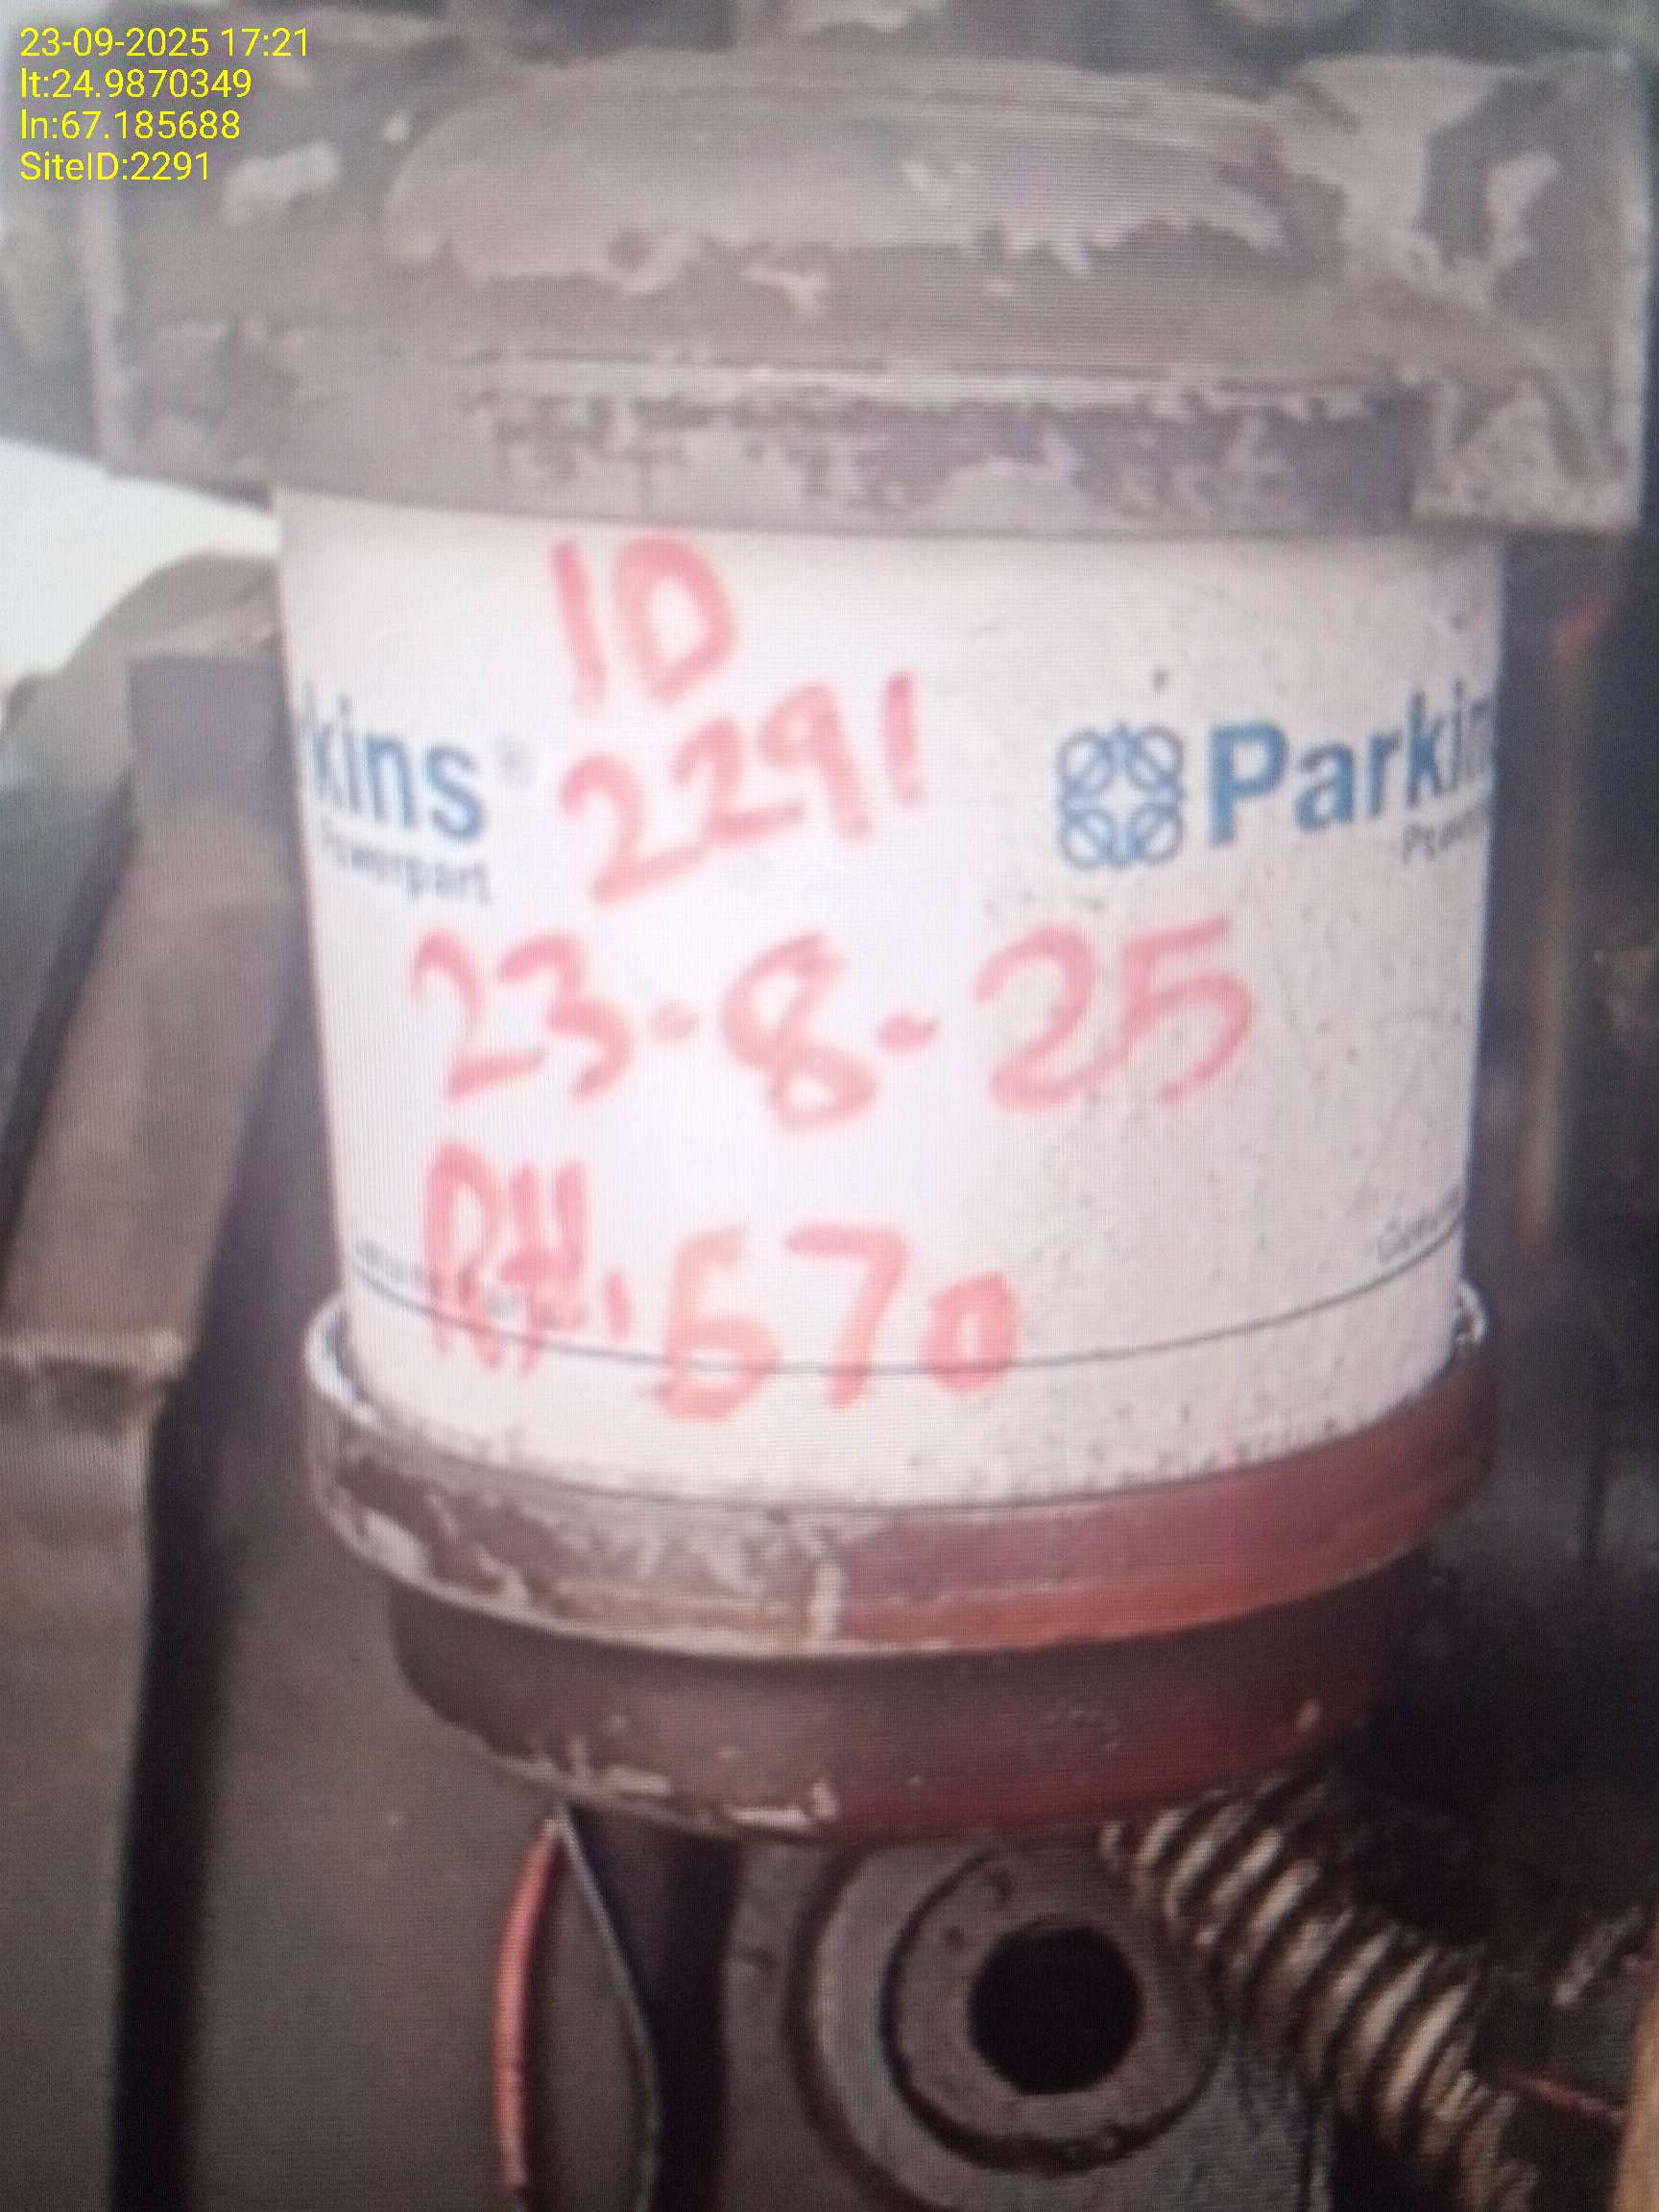 23-09-2025 17:21
lt:24.9870349
ln:67.185688
SiteID:2291
ID
2291
kins®
Powerpart
Parkin
23-8-25
RH
670